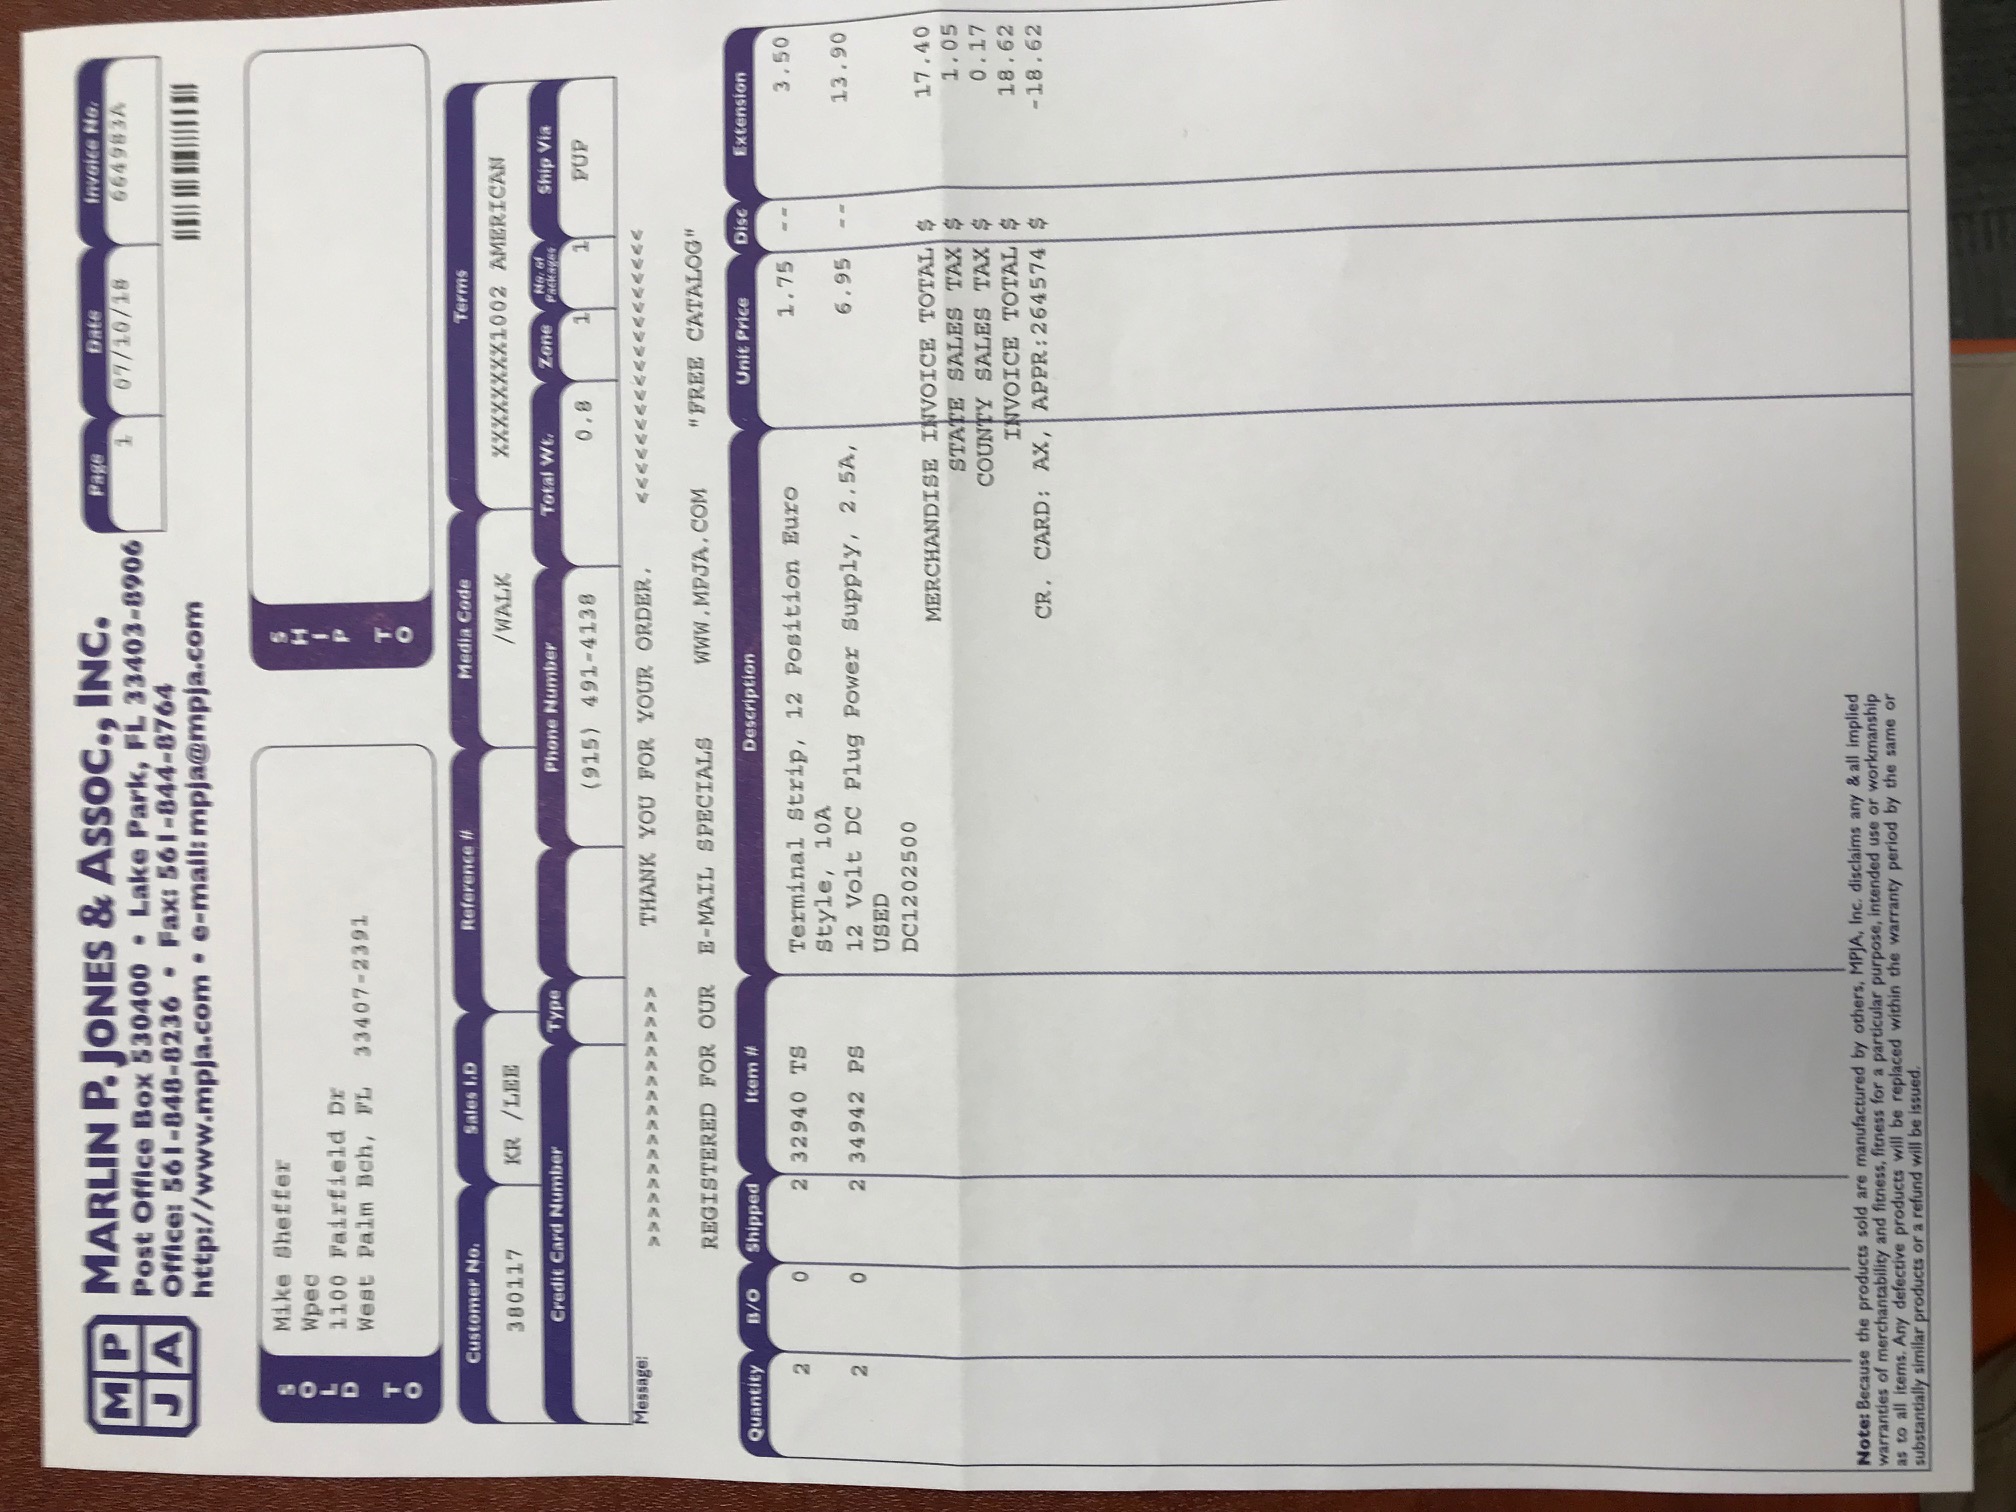 MP
JA
MARLIN P. JONES & ASSOC., INC.
Post Office Box 530400 • Lake Park, FL 33403-8906
Office: 561-848-8236 • Fax: 561-844-8764
http://www.mpja.com • e-mail: mpja@mpja.com
Page Date Invoice No.
1 07/10/18 664983A
SOLD TO
Mike Sheffer
Wpec
1100 Fairfield Dr
West Palm Bch, FL 33407-2391
SHIP TO
Customer No. Sales I.D Reference # Media Code Terms
380117 KR /LEE /WALK XXXXXXXX1002 AMERICAN
Credit Card Number Type Phone Number Total Wt. Zone No. of Packages Ship Via
(915) 491-4138 0.8 1 1 PUP
Message:
>>>>>>>>>>>>>>>>>> THANK YOU FOR YOUR ORDER. <<<<<<<<<<<<<<<<<<
REGISTERED FOR OUR E-MAIL SPECIALS WWW.MPJA.COM "FREE CATALOG"
Quantity B/O Shipped Item # Description Unit Price Disc Extension
2 0 2 32940 TS Terminal Strip, 12 Position Euro 1.75 -- 3.50
Style, 10A
2 0 2 34942 PS 12 Volt DC Plug Power Supply, 2.5A, 6.95 -- 13.90
USED
DC1202500
MERCHANDISE INVOICE TOTAL $ 17.40
STATE SALES TAX $ 1.05
COUNTY SALES TAX $ 0.17
INVOICE TOTAL $ 18.62
CR. CARD: AX, APPR:264574 $ -18.62
Note: Because the products sold are manufactured by others, MPJA, Inc. disclaims any & all implied
warranties of merchantability and fitness, fitness for a particular purpose, intended use or workmanship
as to all items. Any defective products will be replaced within the warranty period by the same or
substantially similar products or a refund will be issued.